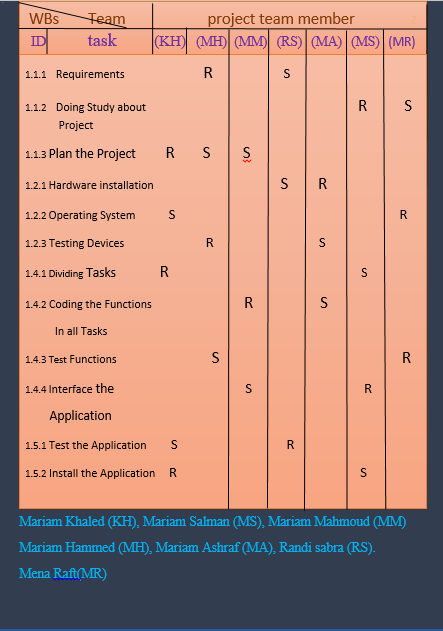 WBs Team project team member
ID task (KH) (MH) (MM) (RS) (MA) (MS) (MR)
1.1.1 Requirements R S
1.1.2 Doing Study about R S
Project
1.1.3 Plan the Project R S S
1.2.1 Hardware installation S R
1.2.2 Operating System S R
1.2.3 Testing Devices R S
1.4.1 Dividing Tasks R S
1.4.2 Coding the Functions R S
In all Tasks
1.4.3 Test Functions S R
1.4.4 Interface the S R
Application
1.5.1 Test the Application S R
1.5.2 Install the Application R S
Mariam Khaled (KH), Mariam Salman (MS), Mariam Mahmoud (MM)
Mariam Hammed (MH), Mariam Ashraf (MA), Randi sabra (RS).
Mena Raft(MR)